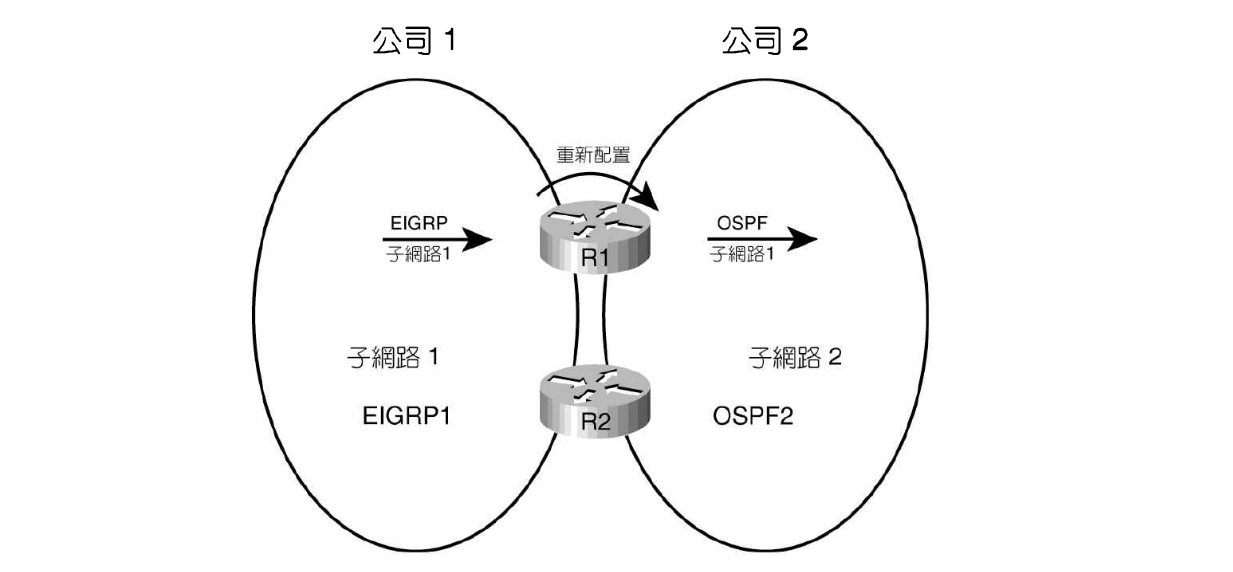 公司 1
公司 2
重新配置
EIGRP
子網路1
R1
OSPF
子網路1
子網路 1
子網路 2
EIGRP1
R2
OSPF2